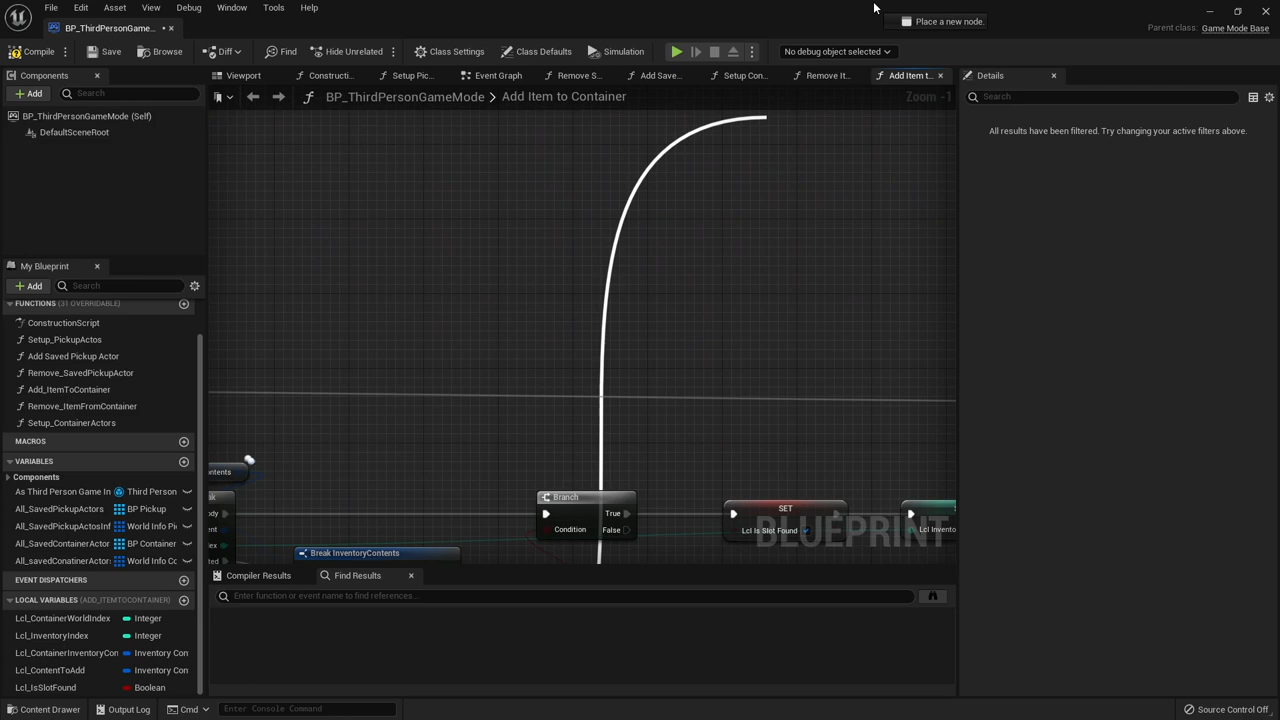 File Edit Asset View Debug Window Tools Help
Place a new node.
BP_ThirdPersonGame...
Parent class: Game Mode Base
Compile Save Browse Diff Find Hide Unrelated Class Settings Class Defaults Simulation No debug object selected
Components
Add Search
BP_ThirdPersonGameMode (Self)
DefaultSceneRoot
Viewport Constructi... Setup Pic... Event Graph Remove S... Add Save... Setup Con... Remove It... Add Item t...
BP_ThirdPersonGameMode > Add Item to Container
Zoom -1
Details
Search
All results have been filtered. Try changing your active filters above.
My Blueprint
Add Search
FUNCTIONS (31 OVERRIDABLE)
ConstructionScript
Setup_PickupActos
Add Saved Pickup Actor
Remove_SavedPickupActor
Add_ItemToContainer
Remove_ItemFromContainer
Setup_ContainerActors
MACROS
VARIABLES
Components
As Third Person Game In Third Person
All_SavedPickupActors BP Pickup
All_SavedPickupActosInf World Info Pi
All_SavedContainerActor BP Container
All_savedConatinerActor World Info Cc
EVENT DISPATCHERS
LOCAL VARIABLES (ADD_ITEMTOCONTAINER)
Lcl_ContainerWorldIndex Integer
Lcl_InventoryIndex Integer
Lcl_ContainerInventoryCon Inventory Con
Lcl_ContentToAdd Inventory Con
Lcl_IsSlotFound Boolean
Branch
True
Condition False
SET
Lcl Is Slot Found
Lcl Invento
Break InventoryContents
BLUEPRINT
Compiler Results Find Results
Enter function or event name to find references...
Content Drawer Output Log Cmd Enter Console Command
Source Control Off